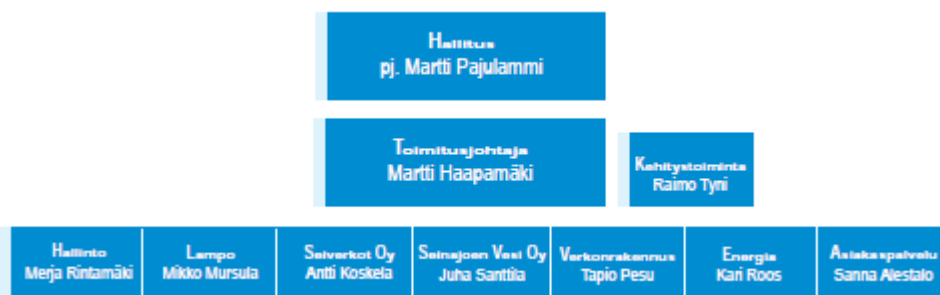 Hallitus
pj. Martti Pajulammi
Toimitusjohtaja
Martti Haapamäki
Kehitystoiminta
Raimo Tyni
Hallinto
Merja Rintamäki
Lampo
Mikko Mursula
Seiverkot Oy
Antti Koskela
Seinajoen Vesi Oy
Juha Santtila
Verkonrakennus
Tapio Pesu
Energia
Kari Roos
Asiakaspalvelu
Sanna Alestalo